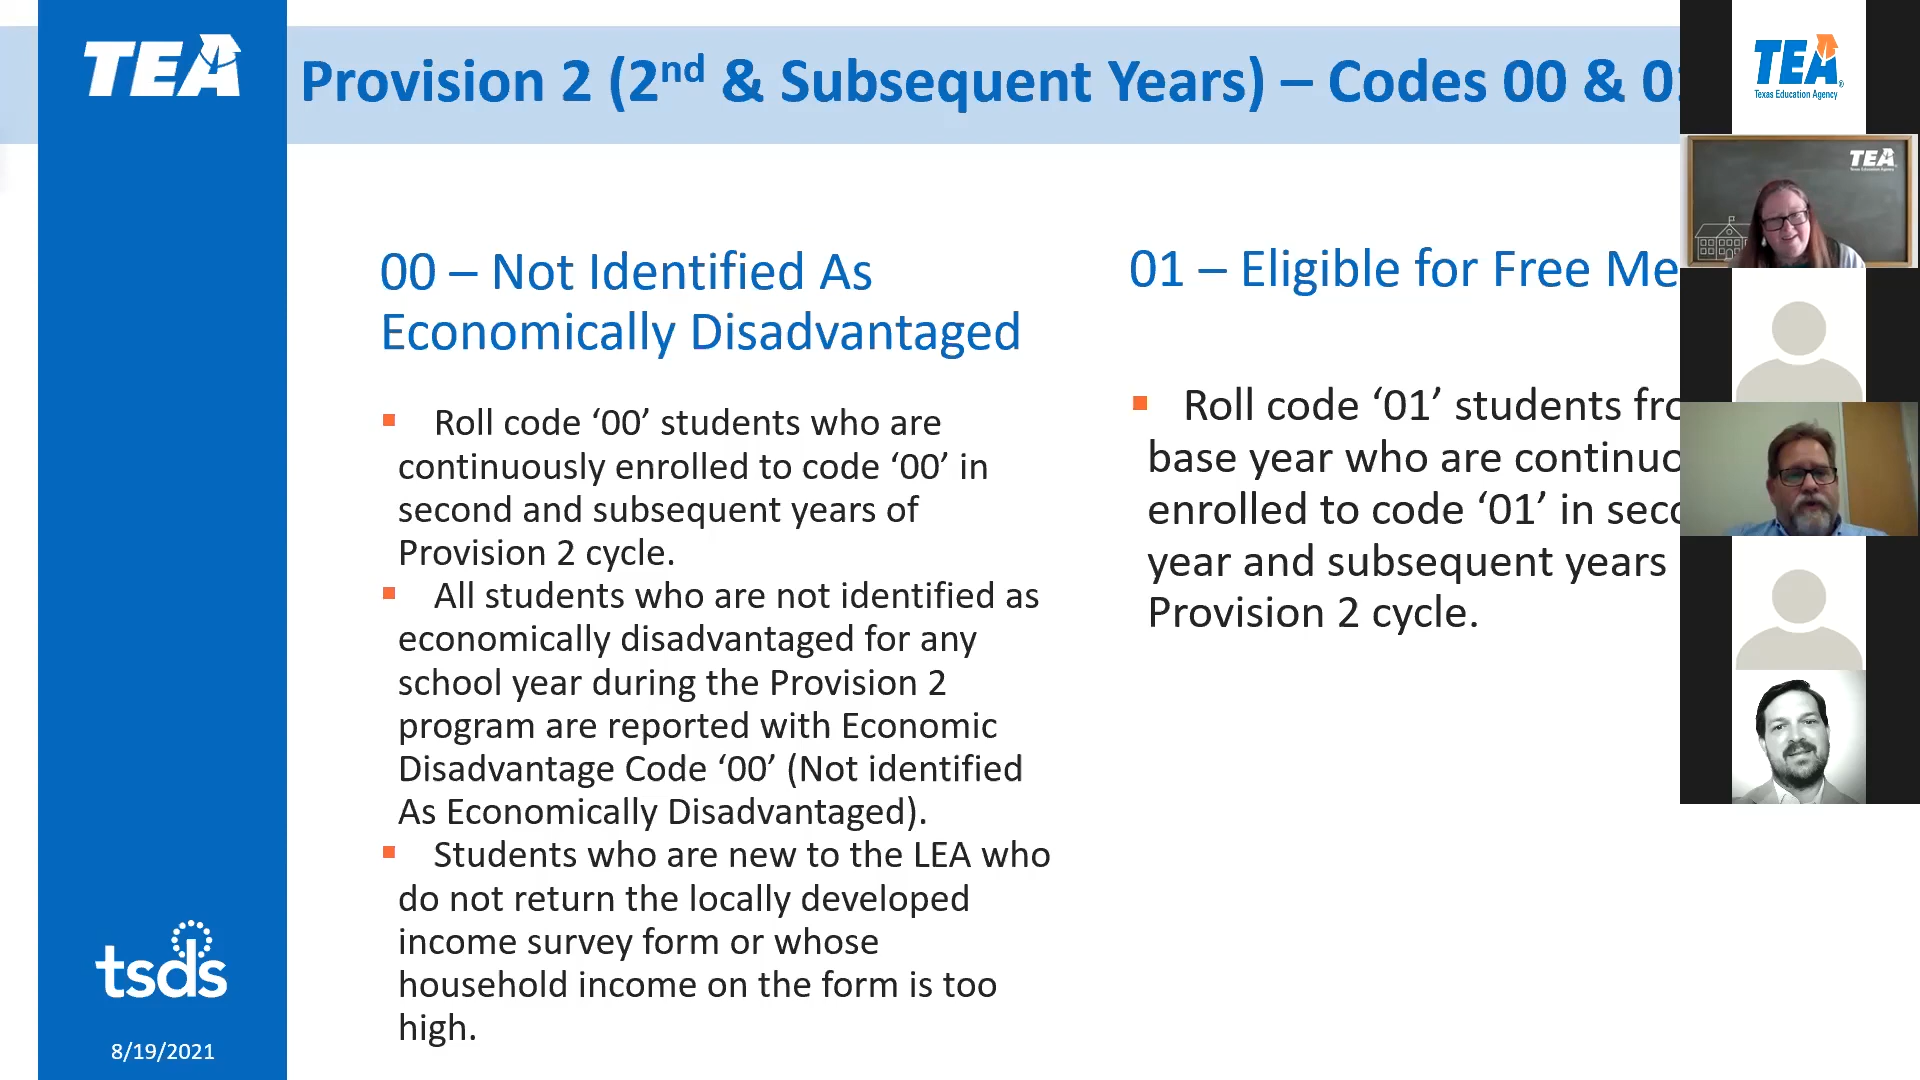 TEA
Provision 2 (2nd & Subsequent Years) – Codes 00 &
00 – Not Identified As
Economically Disadvantaged
▪ Roll code ‘00’ students who are
continuously enrolled to code ‘00’ in
second and subsequent years of
Provision 2 cycle.
▪ All students who are not identified as
economically disadvantaged for any
school year during the Provision 2
program are reported with Economic
Disadvantage Code ‘00’ (Not identified
As Economically Disadvantaged).
▪ Students who are new to the LEA who
do not return the locally developed
income survey form or whose
household income on the form is too
high.
01 – Eligible for Free
▪ Roll code ‘01’ students
base year who are
enrolled to code ‘01’ in
year and subsequent years
Provision 2 cycle.
tsds
8/19/2021
TEA®
Texas Education Agency
TEA
Texas Education Agency